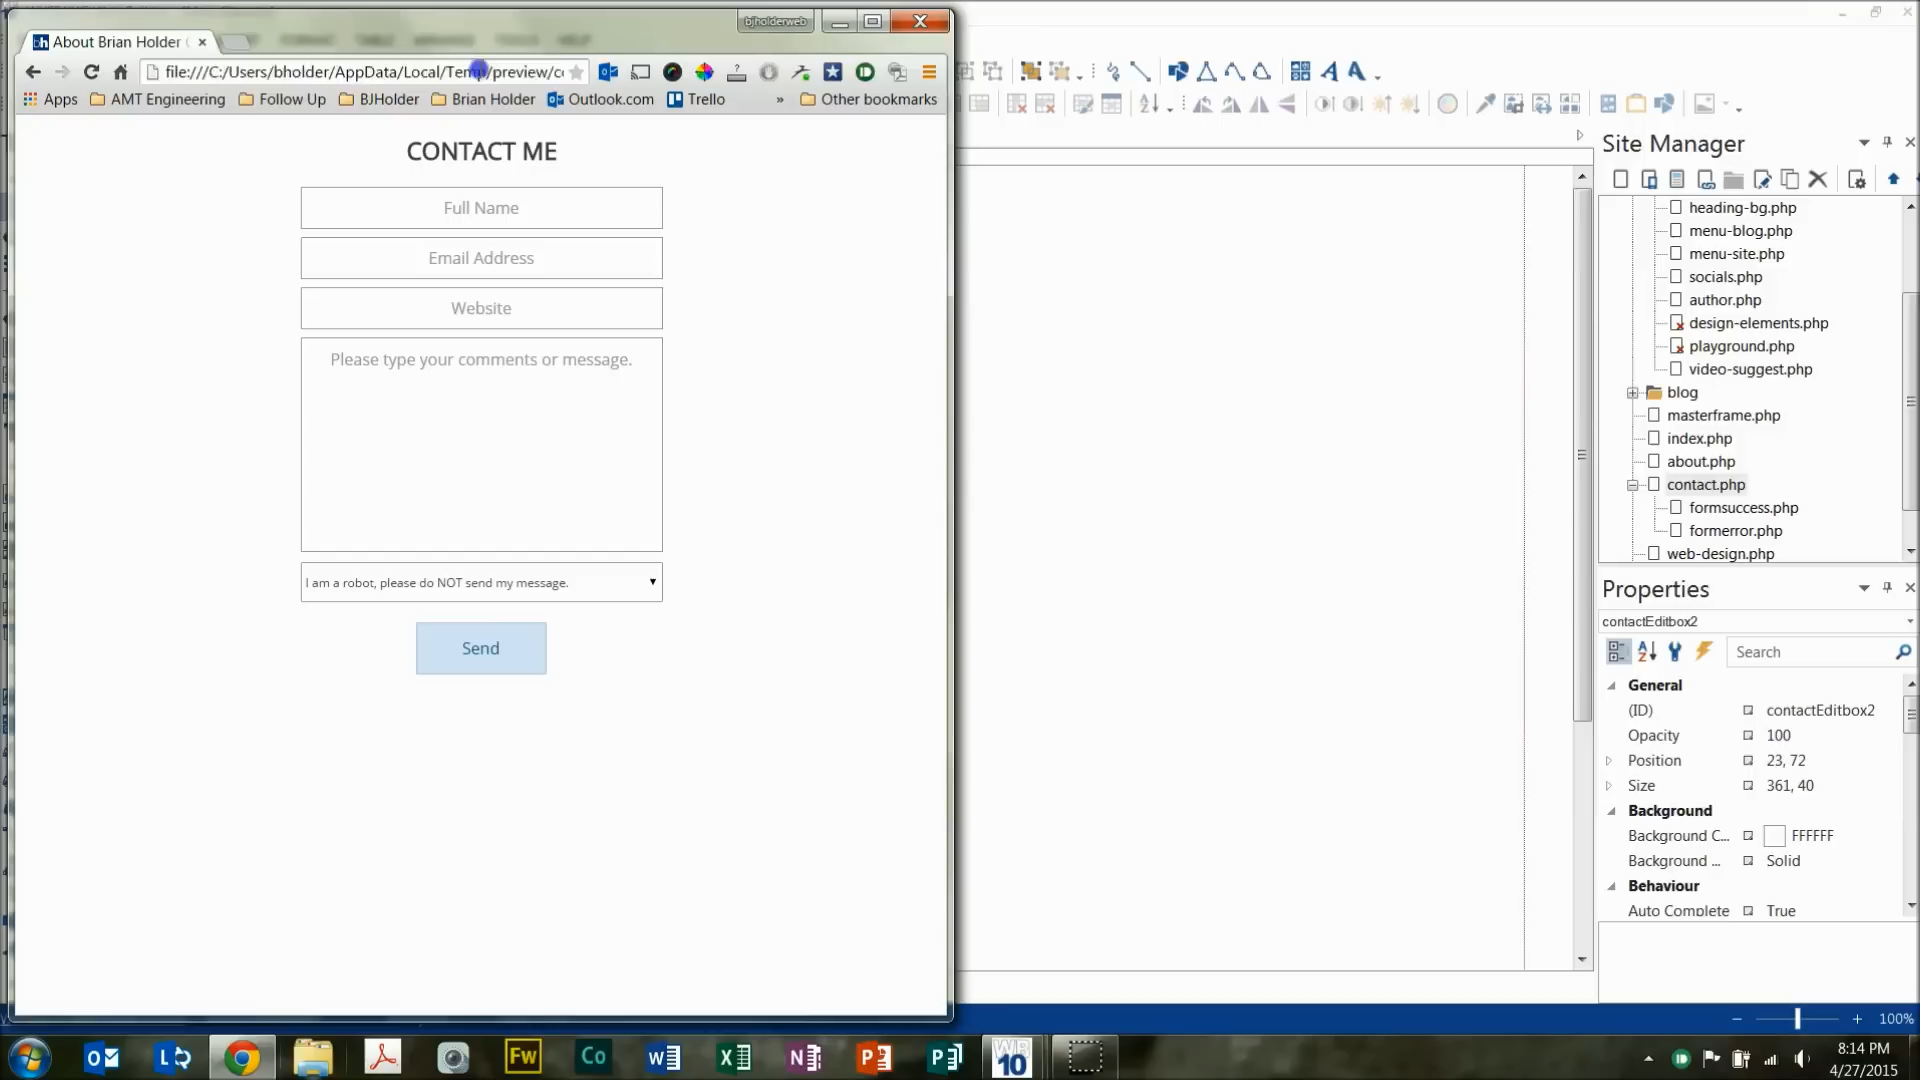 bjholderweb
About Brian Holder
file:///C:/Users/bholder/AppData/Local/Temp/preview/co
Apps AMT Engineering Follow Up BJHolder Brian Holder Outlook.com Trello » Other bookmarks
CONTACT ME
Full Name
Email Address
Website
Please type your comments or message.
I am a robot, please do NOT send my message.
Send
Site Manager
heading-bg.php
menu-blog.php
menu-site.php
socials.php
author.php
design-elements.php
playground.php
video-suggest.php
blog
masterframe.php
index.php
about.php
contact.php
formsuccess.php
formerror.php
web-design.php
Properties
contactEditbox2
Search
General
(ID) contactEditbox2
Opacity 100
Position 23, 72
Size 361, 40
Background
Background C... FFFFFF
Background ... Solid
Behaviour
Auto Complete True
100%
Fw Co WB 10
8:14 PM
4/27/2015